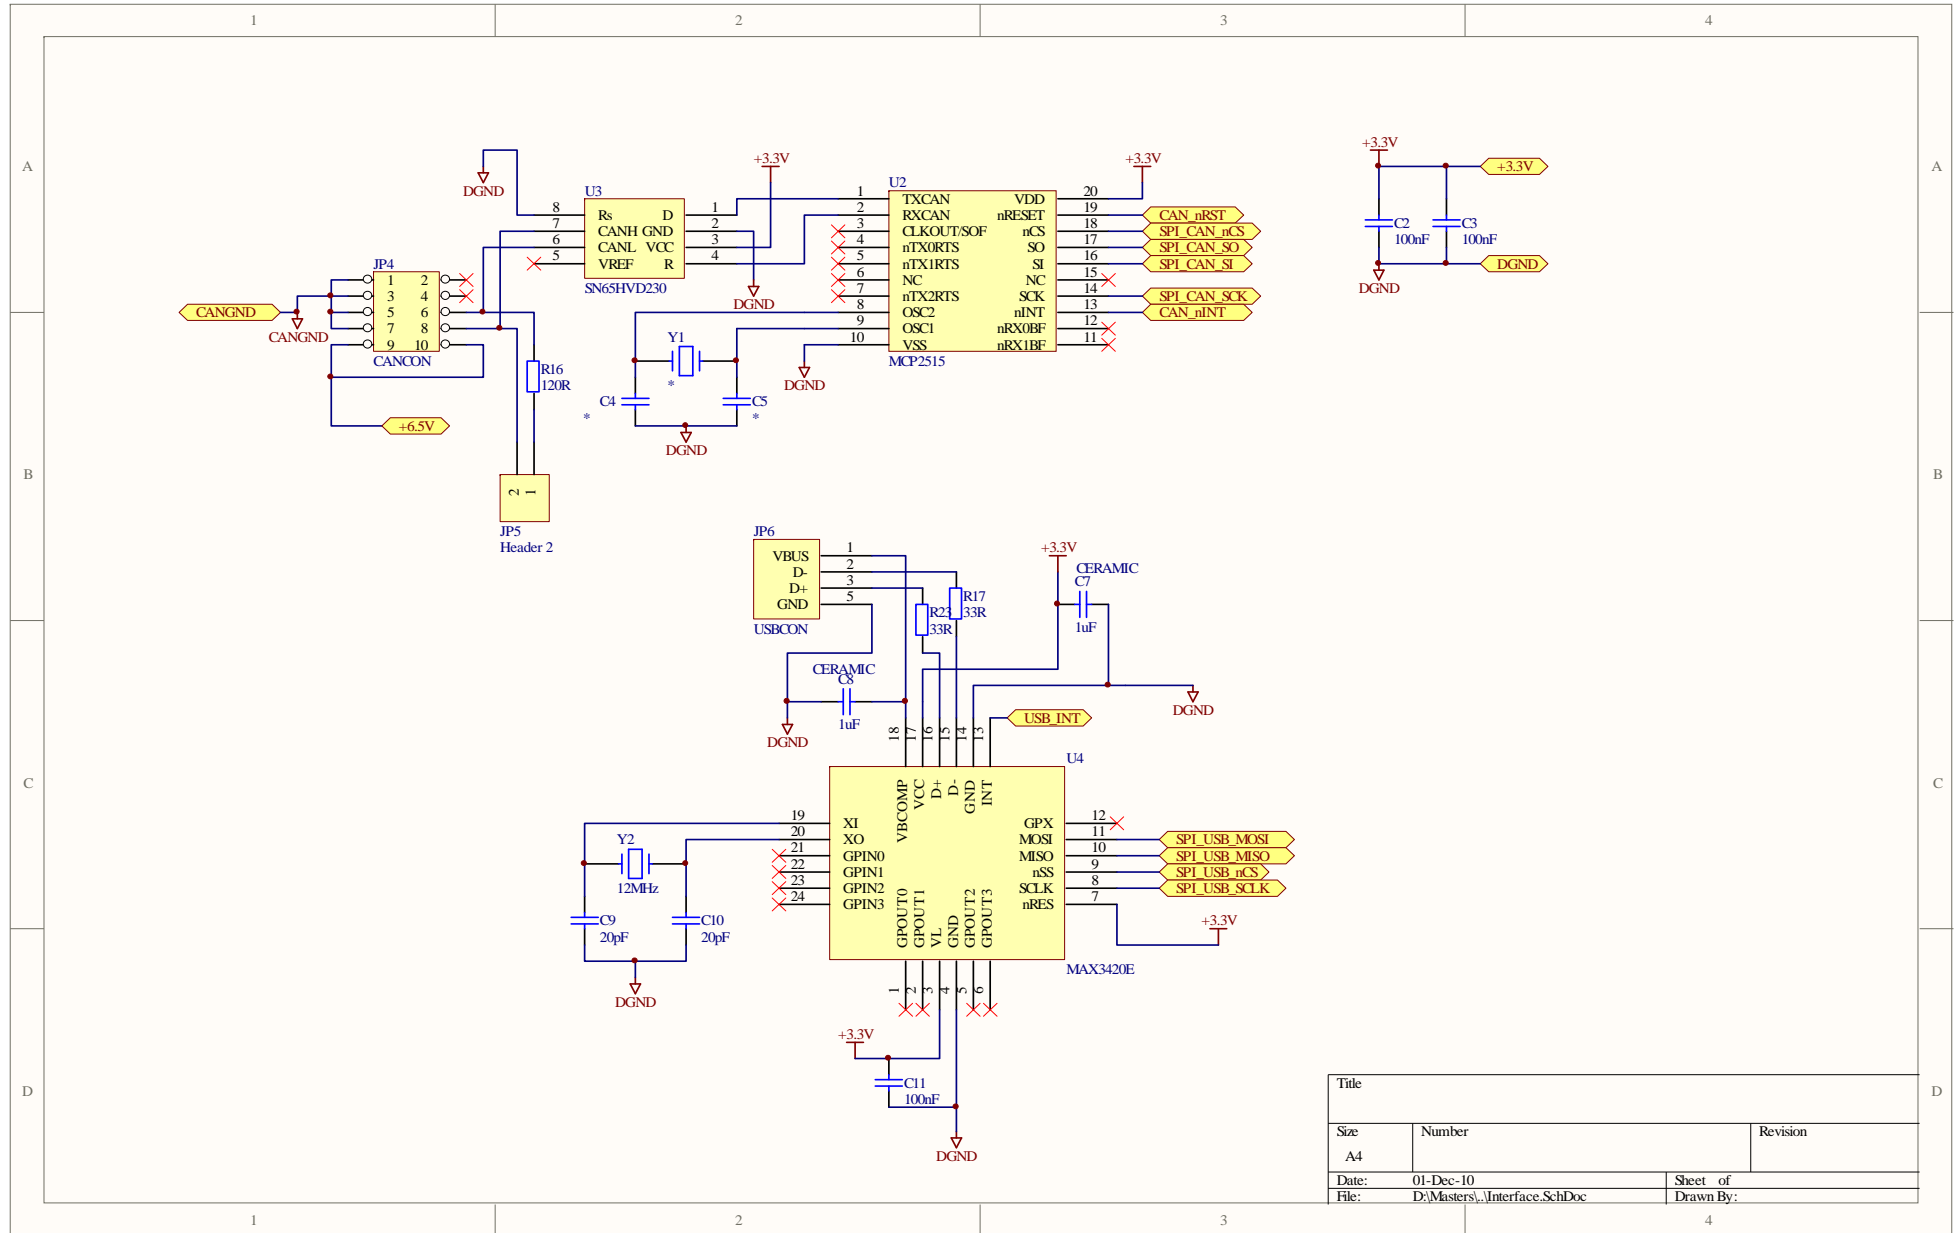 1 2 3 4
A A
B B
C C
D D
1 2 3 4
DGND
U3
8 Rs D 1
7 CANH GND 2
6 CANL VCC 3
5 VREF R 4
SN65HVD230
+3.3V
DGND
U2
1 TXCAN VDD 20
2 RXCAN nRESET 19
3 CLKOUT/SOF nCS 18
4 nTX0RTS SO 17
5 nTX1RTS SI 16
6 NC NC 15
7 nTX2RTS SCK 14
8 OSC2 nINT 13
9 OSC1 nRX0BF 12
10 VSS nRX1BF 11
MCP2515
+3.3V
CAN_nRST
SPI_CAN_nCS
SPI_CAN_SO
SPI_CAN_SI
SPI_CAN_SCK
CAN_nINT
+3.3V
+3.3V
C2
100nF
C3
100nF
DGND
DGND
JP4
1 2
3 4
5 6
7 8
9 10
CANCON
CANGND
CANGND
+6.5V
R16
120R
2 1
JP5
Header 2
Y1
*
C4
*
C5
*
DGND
DGND
JP6
VBUS 1
D- 2
D+ 3
GND 5
USBCON
R23
33R
R17
33R
+3.3V
CERAMIC
C7
1uF
DGND
CERAMIC
C8
1uF
DGND
USB_INT
18 17 16 15 14 13
U4
VBCOMP VCC D+ D- GND INT
19 XI GPX 12
20 XO MOSI 11
21 GPIN0 MISO 10
22 GPIN1 nSS 9
23 GPIN2 SCLK 8
24 GPIN3 nRES 7
GPOUT0 GPOUT1 VL GND GPOUT2 GPOUT3
1 2 3 4 5 6
MAX3420E
SPI_USB_MOSI
SPI_USB_MISO
SPI_USB_nCS
SPI_USB_SCLK
+3.3V
Y2
12MHz
C9
20pF
C10
20pF
DGND
+3.3V
C11
100nF
DGND
Title
Size Number Revision
A4
Date: 01-Dec-10 Sheet of
File: D:\Masters\..\Interface.SchDoc Drawn By: